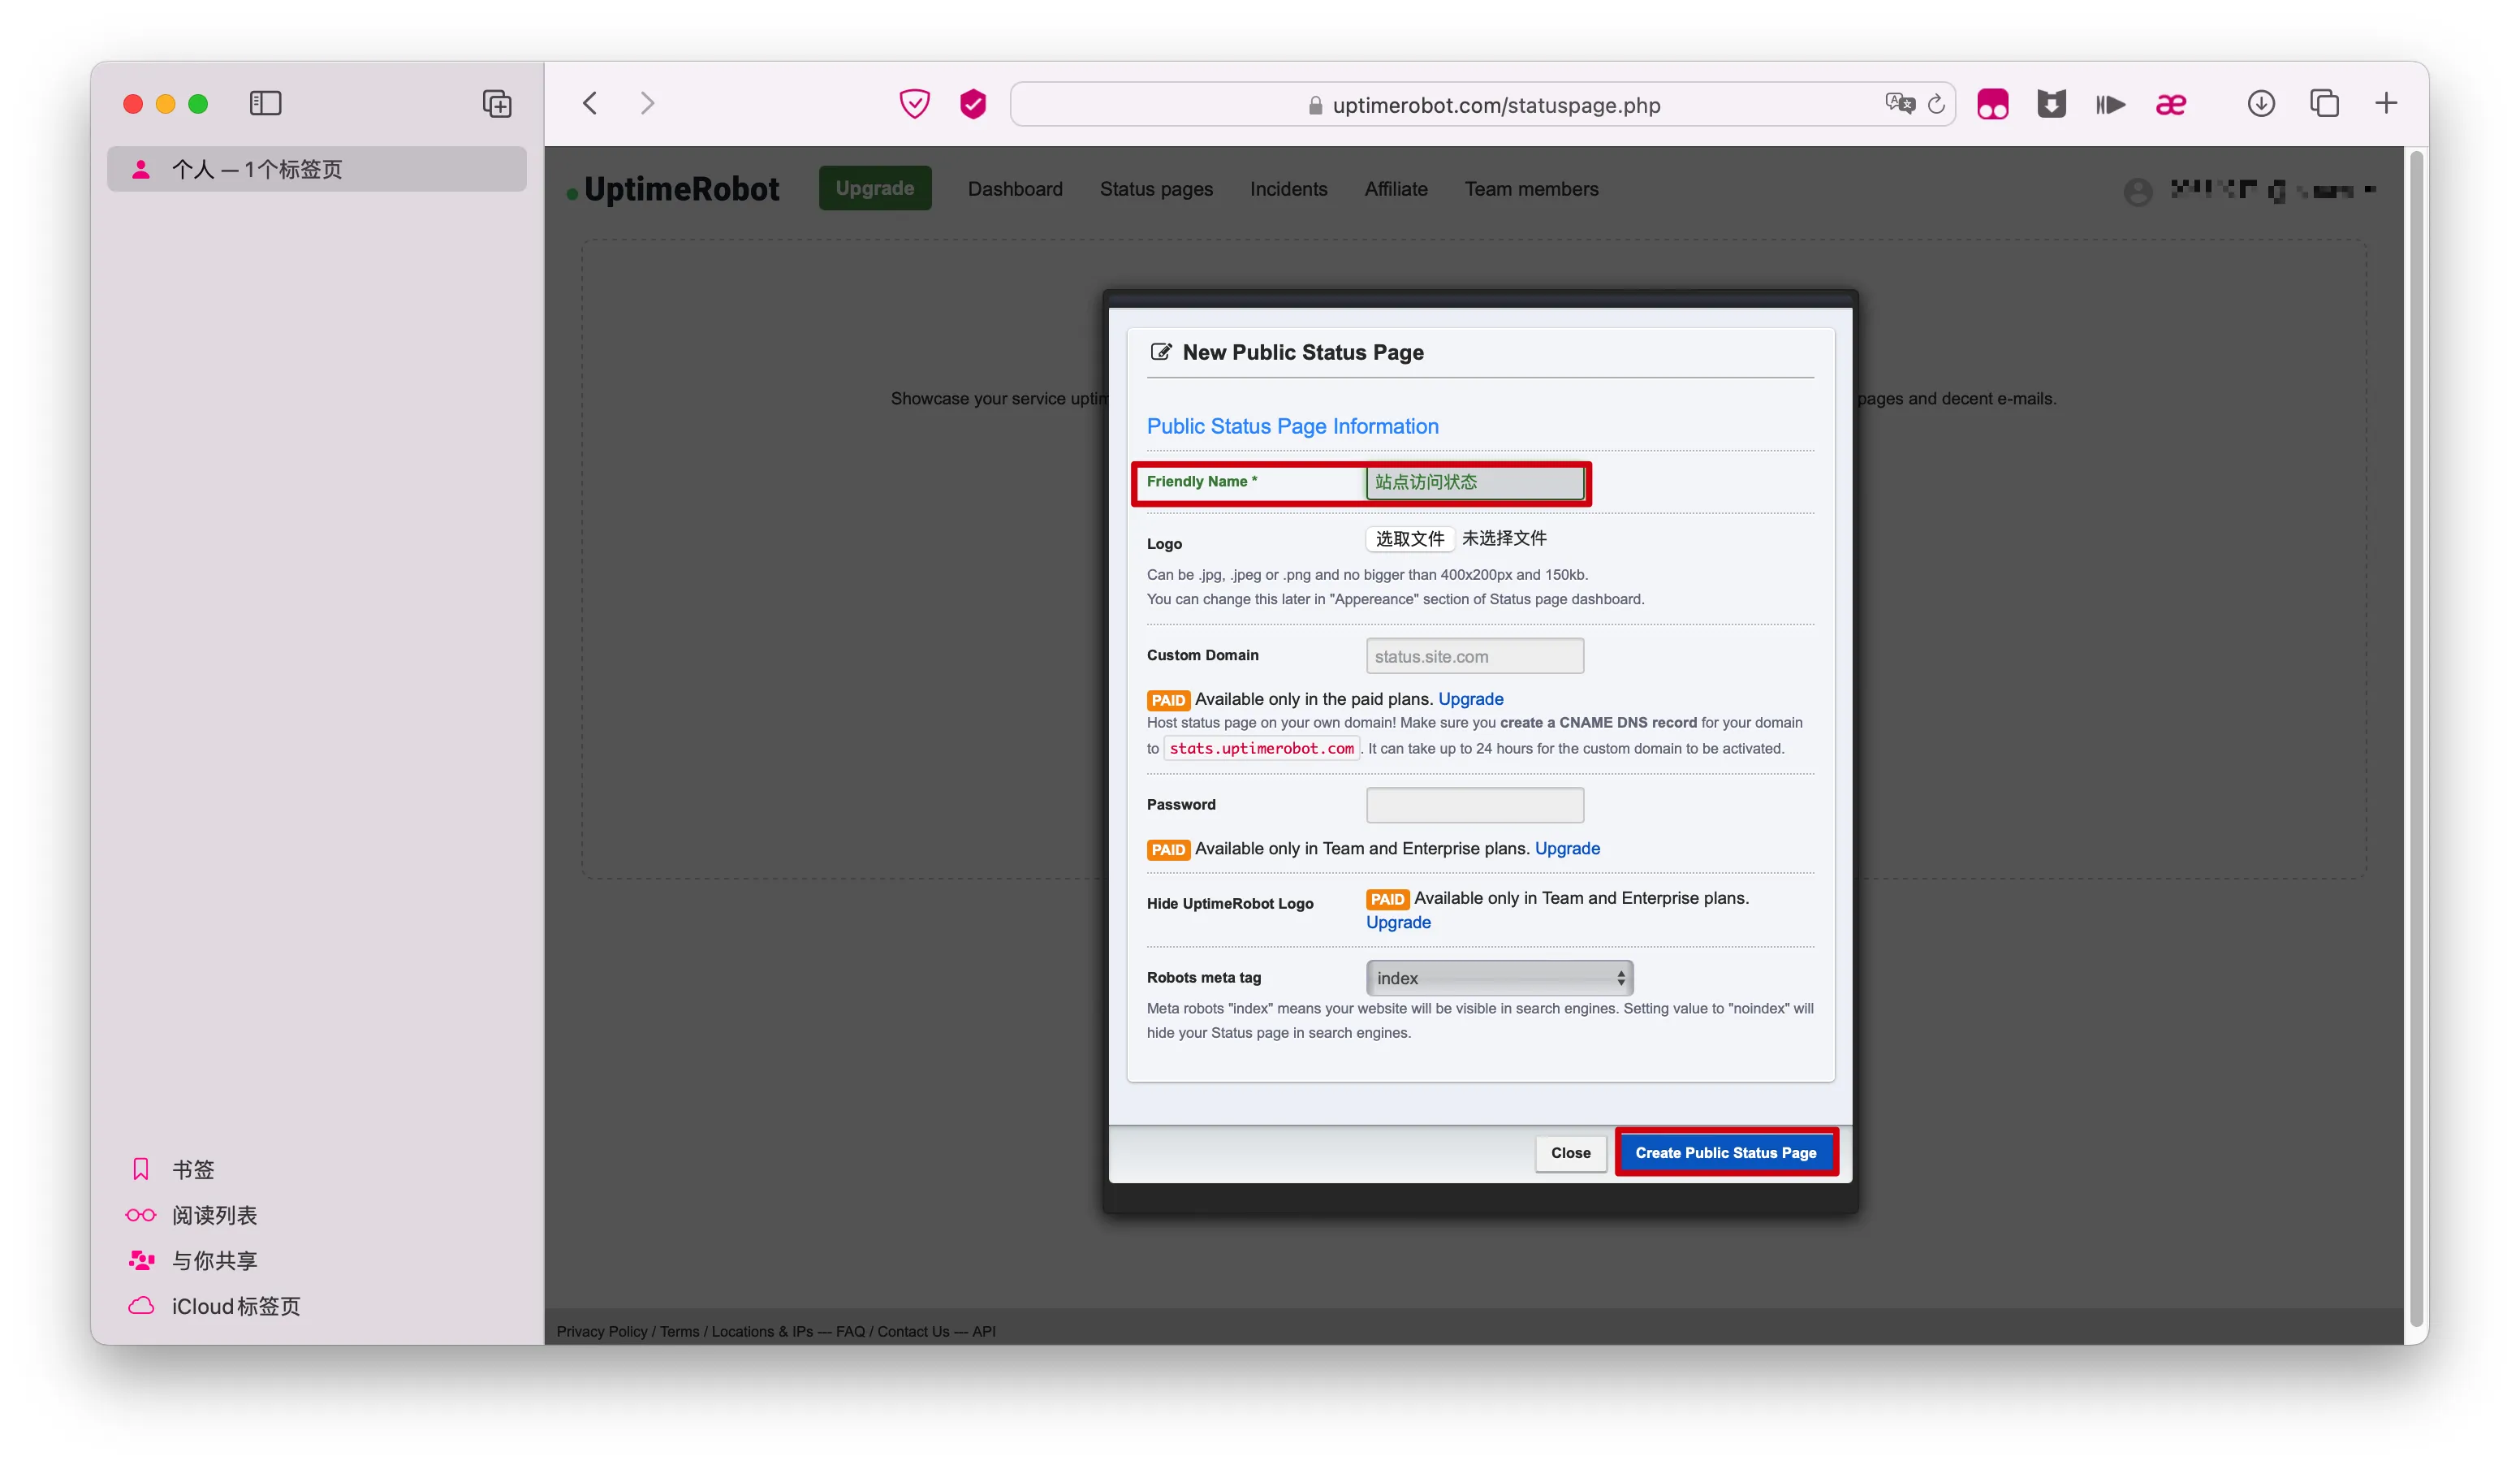 个人 — 1个标签页
uptimerobot.com/statuspage.php
UptimeRobot
Upgrade
Dashboard
Status pages
Incidents
Affiliate
Team members
Showcase your service uptim
pages and decent e-mails.
New Public Status Page
Public Status Page Information
Friendly Name *
站点访问状态
Logo
选取文件 未选择文件
Can be .jpg, .jpeg or .png and no bigger than 400x200px and 150kb.
You can change this later in "Appereance" section of Status page dashboard.
Custom Domain
status.site.com
PAID Available only in the paid plans. Upgrade
Host status page on your own domain! Make sure you create a CNAME DNS record for your domain
to stats.uptimerobot.com. It can take up to 24 hours for the custom domain to be activated.
Password
PAID Available only in Team and Enterprise plans. Upgrade
Hide UptimeRobot Logo
PAID Available only in Team and Enterprise plans.
Upgrade
Robots meta tag
index
Meta robots "index" means your website will be visible in search engines. Setting value to "noindex" will
hide your Status page in search engines.
Close
Create Public Status Page
书签
阅读列表
与你共享
iCloud标签页
Privacy Policy / Terms / Locations & IPs — FAQ / Contact Us — API